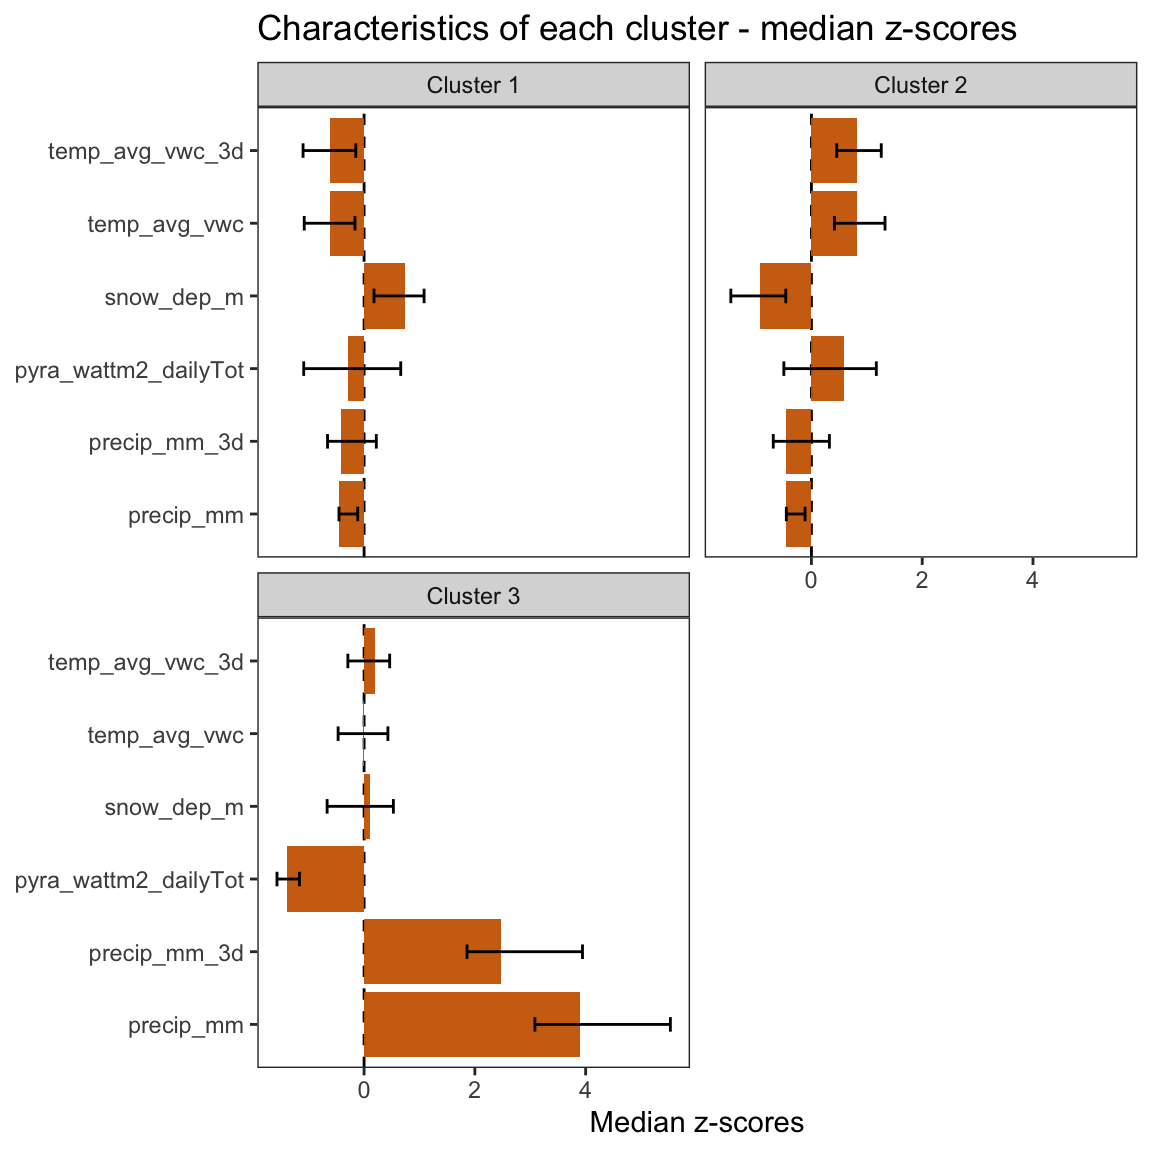 Characteristics of each cluster - median z-scores
Cluster 1
Cluster 2
temp_avg_vwc_3d
temp_avg_vwc
snow_dep_m
pyra_wattm2_dailyTot
precip_mm_3d
precip_mm
0 2 4
Cluster 3
temp_avg_vwc_3d
temp_avg_vwc
snow_dep_m
pyra_wattm2_dailyTot
precip_mm_3d
precip_mm
0 2 4
Median z-scores